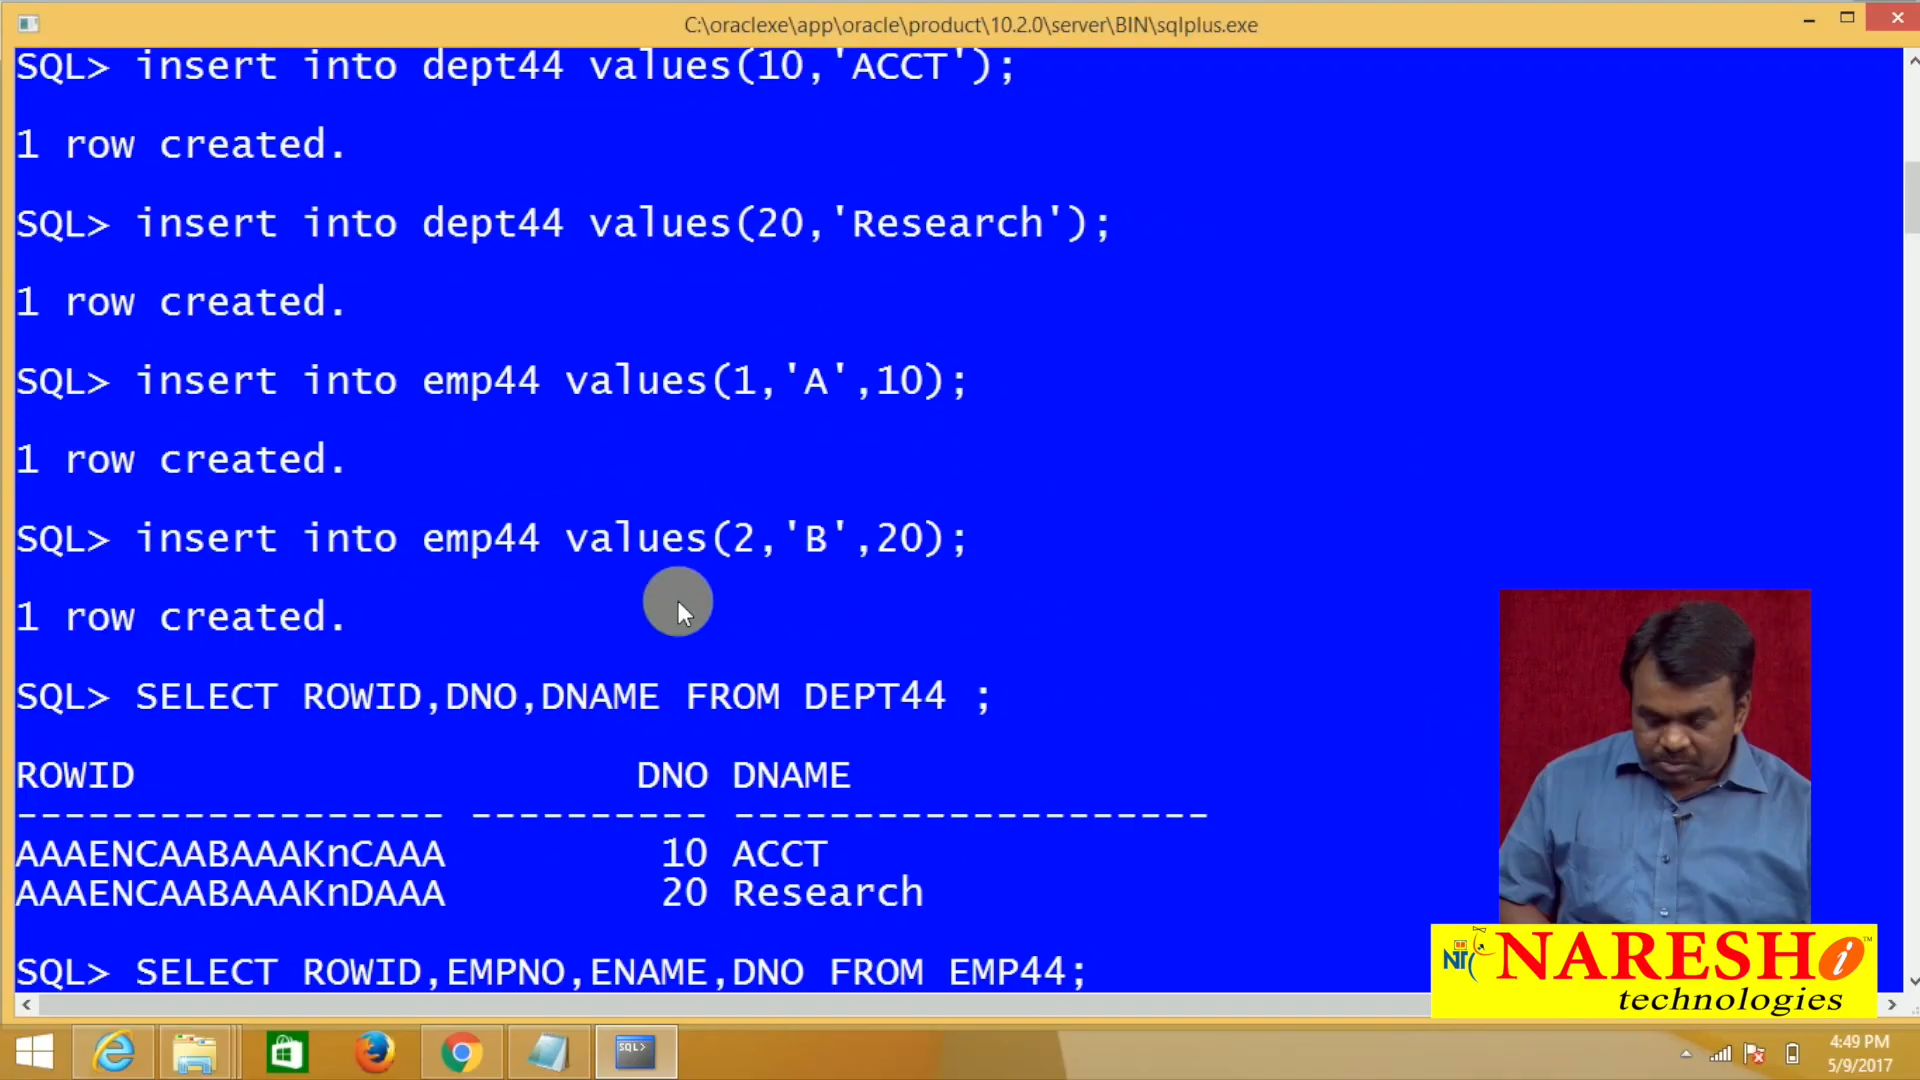 C:\oraclexe\app\oracle\product\10.2.0\server\BIN\sqlplus.exe
SQL> insert into dept44 values(10,'ACCT');
1 row created.
SQL> insert into dept44 values(20,'Research');
1 row created.
SQL> insert into emp44 values(1,'A',10);
1 row created.
SQL> insert into emp44 values(2,'B',20);
1 row created.
SQL> SELECT ROWID,DNO,DNAME FROM DEPT44 ;
ROWID DNO DNAME
------------------ ---------- --------------------
AAAENCAABAAAKnCAAA 10 ACCT
AAAENCAABAAAKnDAAA 20 Research
SQL> SELECT ROWID,EMPNO,ENAME,DNO FROM EMP44;
NT NARESH i ™
technologies
SQL>
4:49 PM
5/9/2017